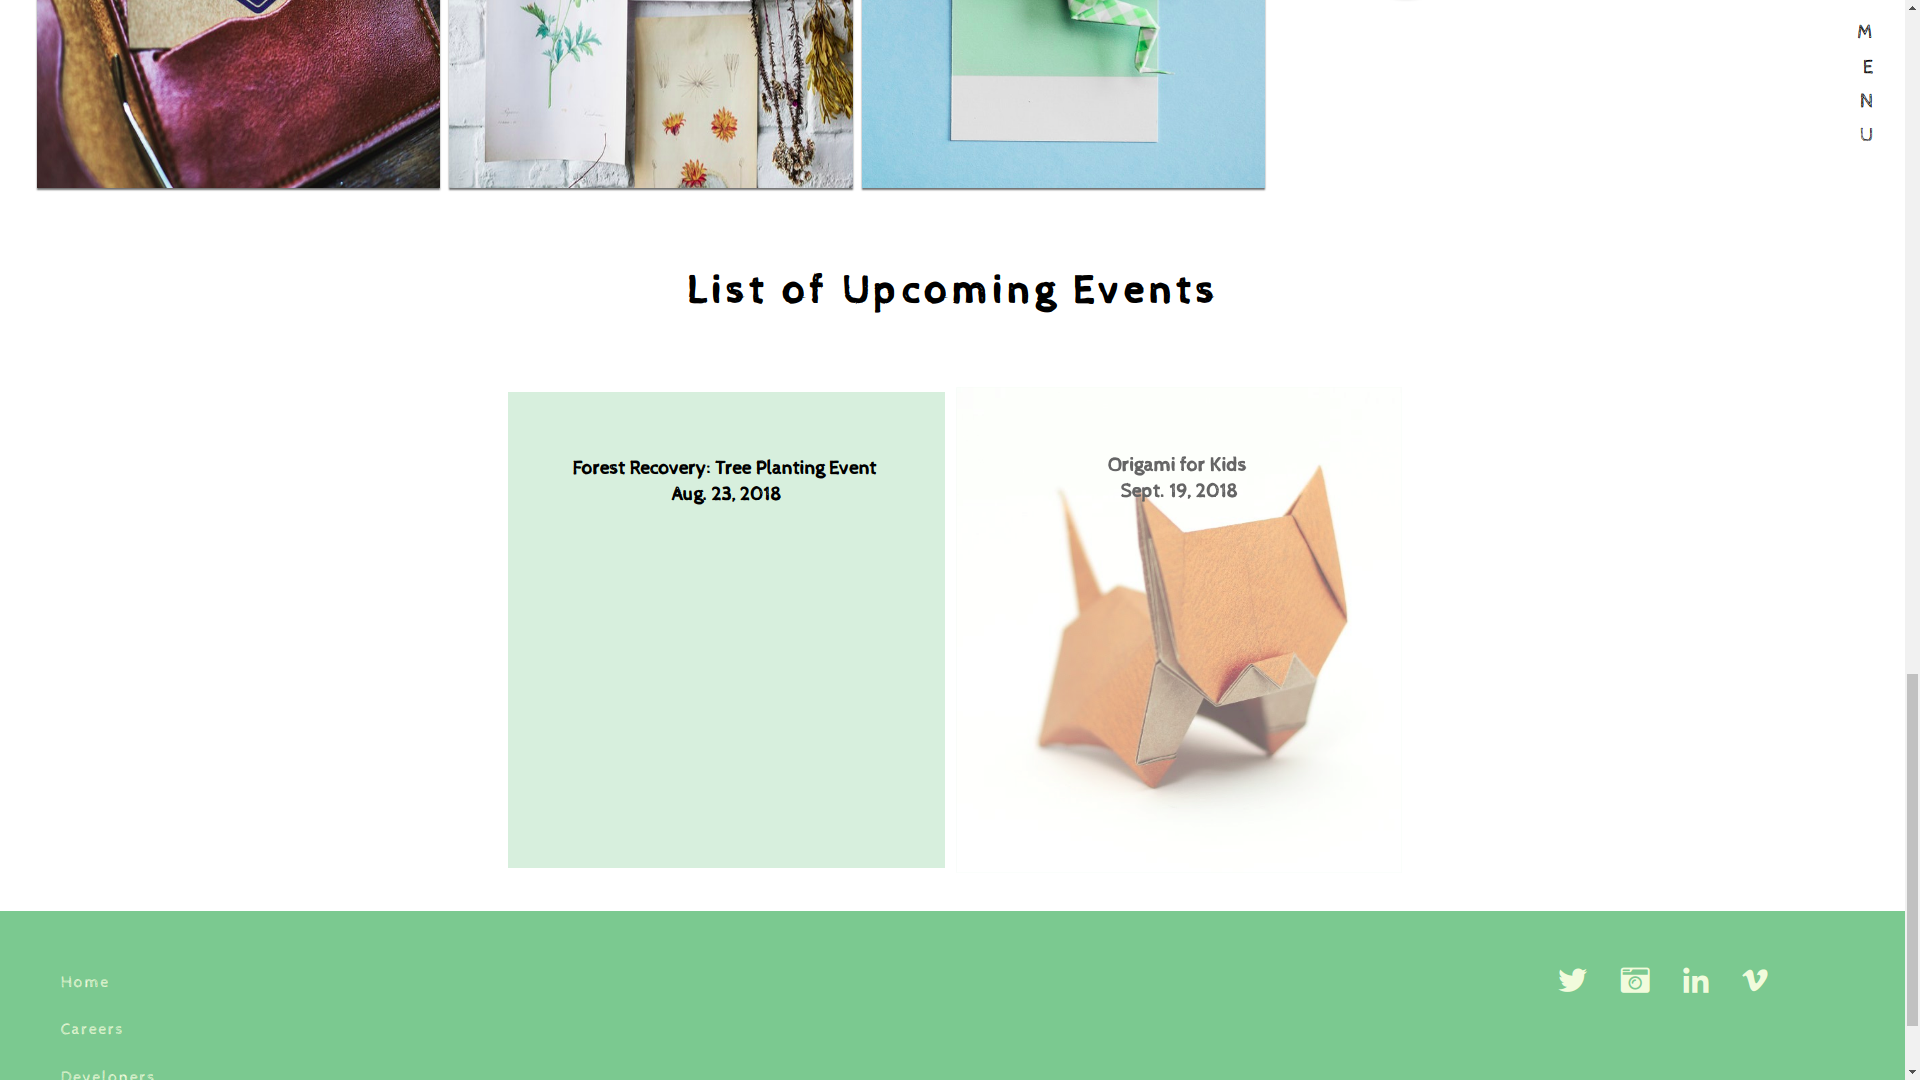 M
E
N
U
List of Upcoming Events
Forest Recovery: Tree Planting Event
Aug. 23, 2018
Origami for Kids
Sept. 19, 2018
Home
Careers
Developers